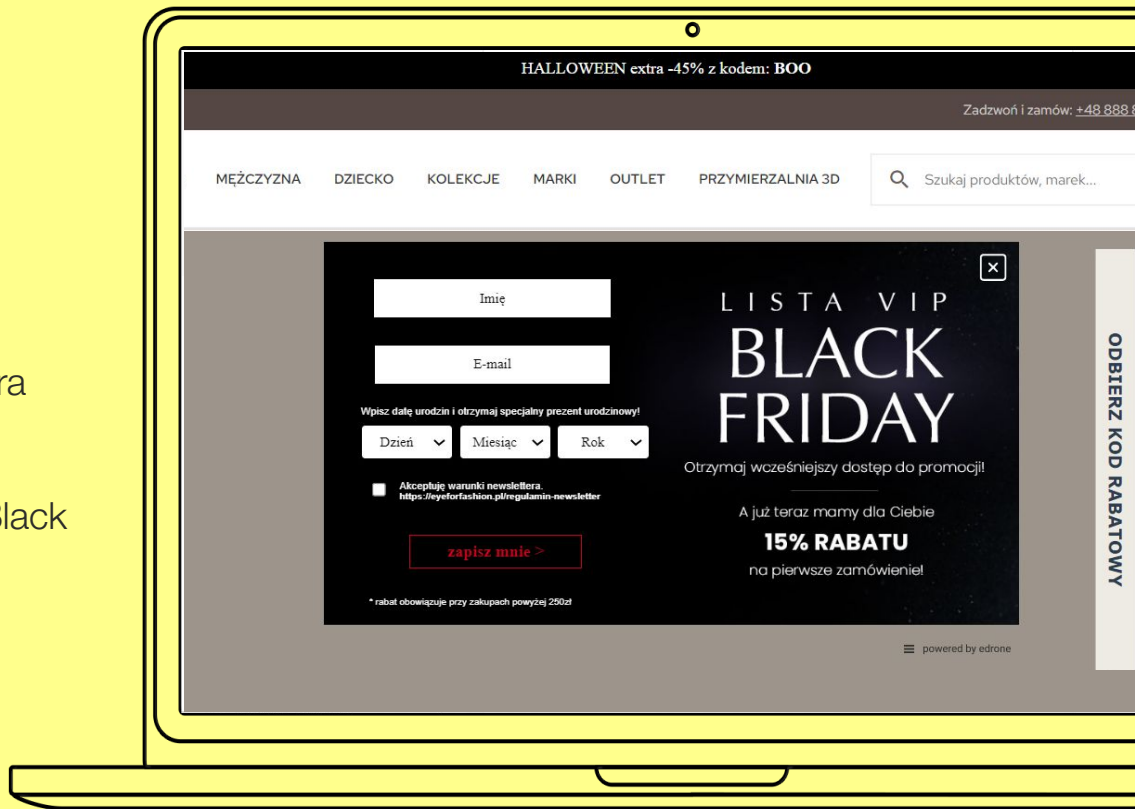 HALLOWEEN extra -45% z kodem: BOO
Zadzwoń i zamów: +48 888 8
MĘŻCZYZNA DZIECKO KOLEKCJE MARKI OUTLET PRZYMIERZALNIA 3D Szukaj produktów, marek...
Imię
E-mail
Wpisz datę urodzin i otrzymaj specjalny prezent urodzinowy!
Dzień Miesiąc Rok
Akceptuję warunki newslettera.
https://eyeforfashion.pl/regulamin-newsletter
zapisz mnie >
* rabat obowiązuje przy zakupach powyżej 250zł
LISTA VIP
BLACK
FRIDAY
Otrzymaj wcześniejszy dostęp do promocji!
A już teraz mamy dla Ciebie
15% RABATU
na pierwsze zamówienie!
powered by edrone
ODBIERZ KOD RABATOWY
ra
Black